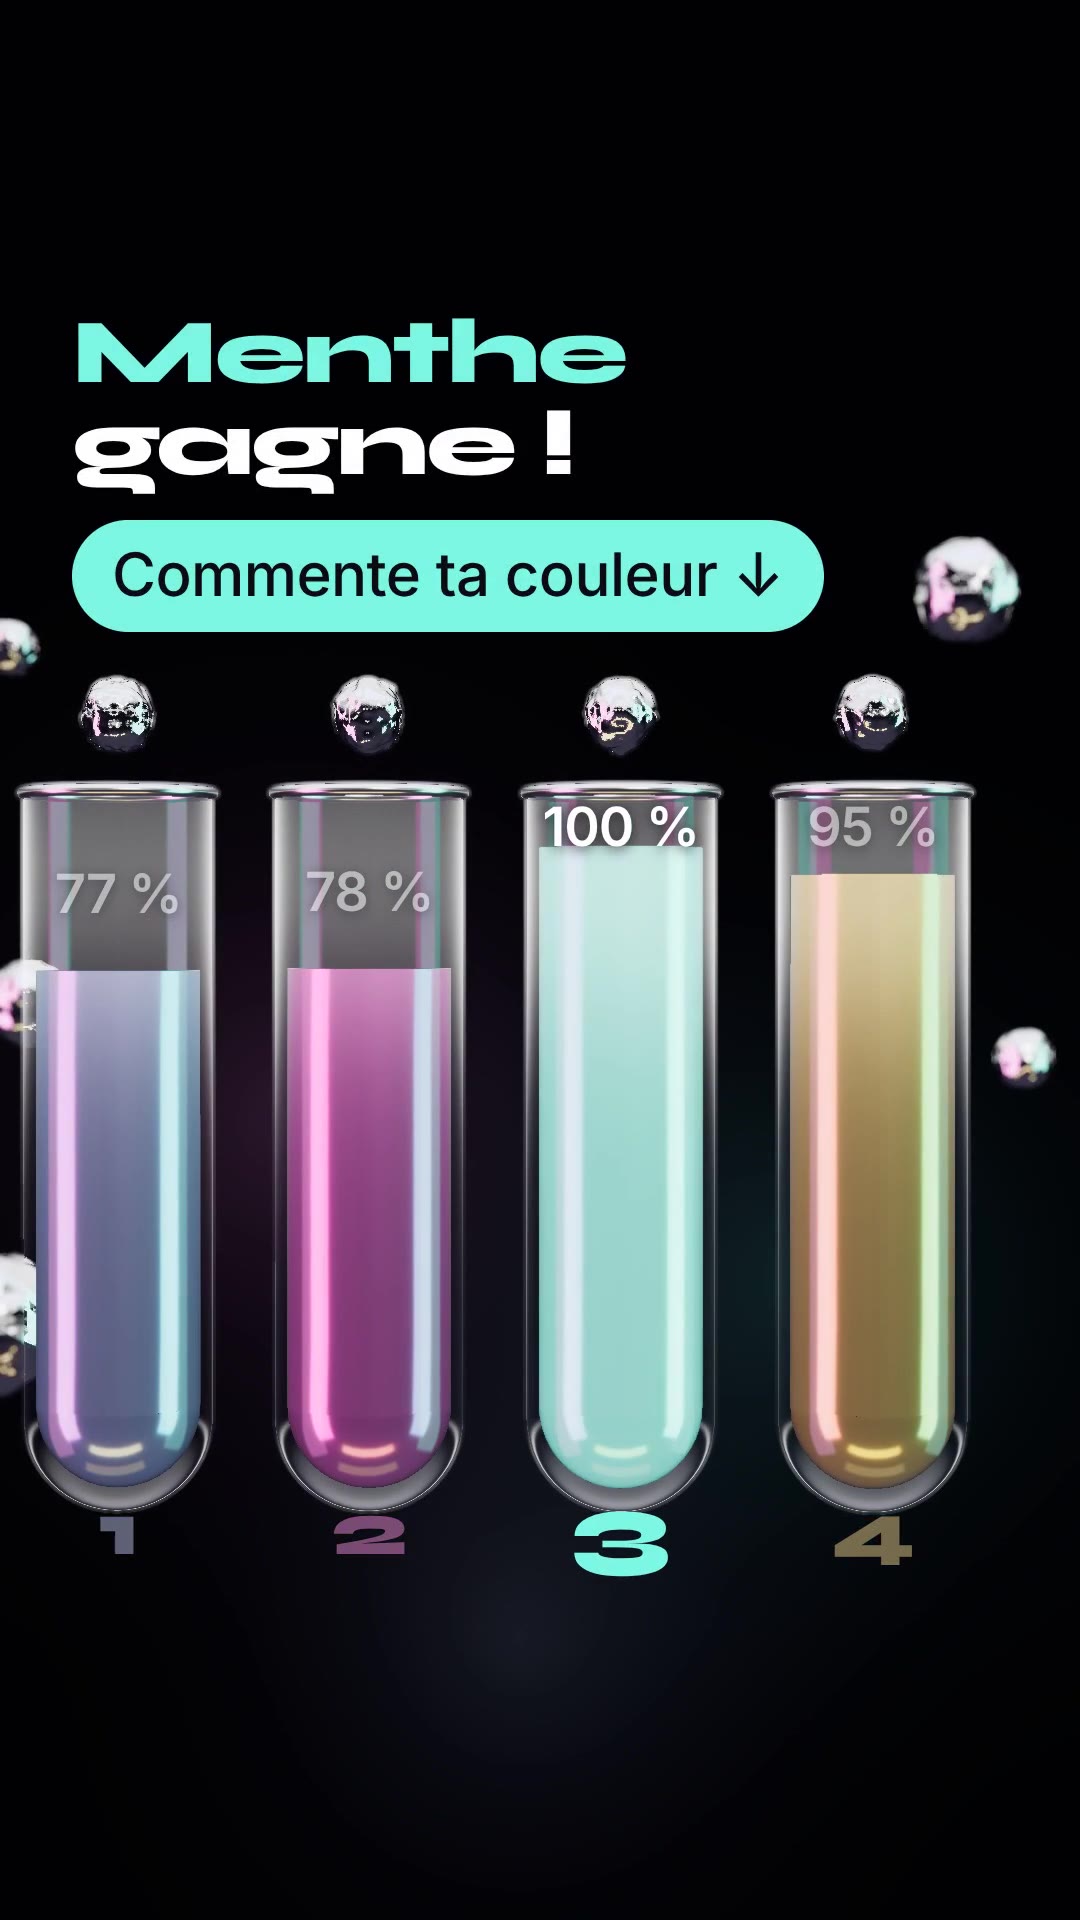 Menthe
gagne !
Commente ta couleur ↓
77 %
78 %
100 %
95 %
1
2
3
4